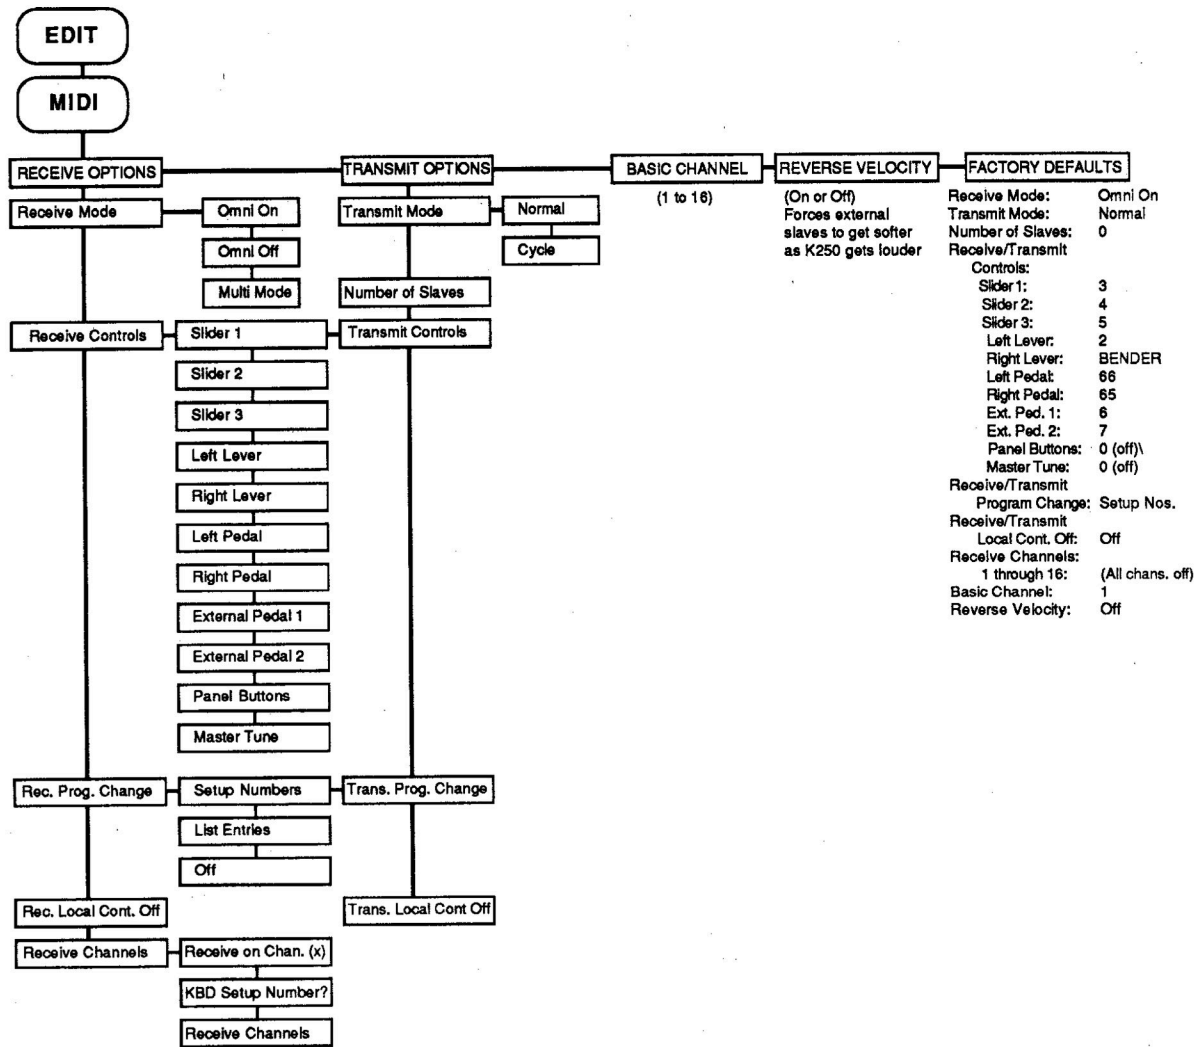 EDIT
MIDI
RECEIVE OPTIONS
TRANSMIT OPTIONS
BASIC CHANNEL
REVERSE VELOCITY
FACTORY DEFAULTS
Receive Mode
Omni On
Omni Off
Multi Mode
Transmit Mode
Normal
Cycle
Number of Slaves
(1 to 16)
(On or Off)
Forces external
slaves to get softer
as K250 gets louder
Receive Mode: Omni On
Transmit Mode: Normal
Number of Slaves: 0
Receive/Transmit
Controls:
Slider 1: 3
Slider 2: 4
Slider 3: 5
Left Lever: 2
Right Lever: BENDER
Left Pedal: 66
Right Pedal: 65
Ext. Ped. 1: 6
Ext. Ped. 2: 7
Panel Buttons: 0 (off)\
Master Tune: 0 (off)
Receive/Transmit
Program Change: Setup Nos.
Receive/Transmit
Local Cont. Off: Off
Receive Channels:
1 through 16: (All chans. off)
Basic Channel: 1
Reverse Velocity: Off
Receive Controls
Slider 1
Transmit Controls
Slider 2
Slider 3
Left Lever
Right Lever
Left Pedal
Right Pedal
External Pedal 1
External Pedal 2
Panel Buttons
Master Tune
Rec. Prog. Change
Setup Numbers
Trans. Prog. Change
List Entries
Off
Rec. Local Cont. Off
Trans. Local Cont Off
Receive Channels
Receive on Chan. (x)
KBD Setup Number?
Receive Channels